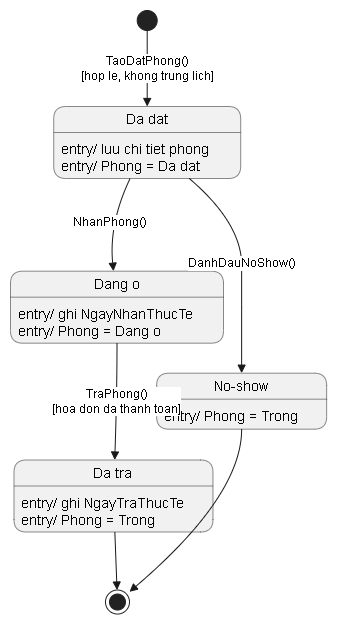 TaoDatPhong()
[hop le, khong trung lich]
Da dat
entry/ luu chi tiet phong
entry/ Phong = Da dat
NhanPhong()
DanhDauNoShow()
Dang o
entry/ ghi NgayNhanThucTe
entry/ Phong = Dang o
TraPhong()
[hoa don da thanh toan]
No-show
entry/ Phong = Trong
Da tra
entry/ ghi NgayTraThucTe
entry/ Phong = Trong